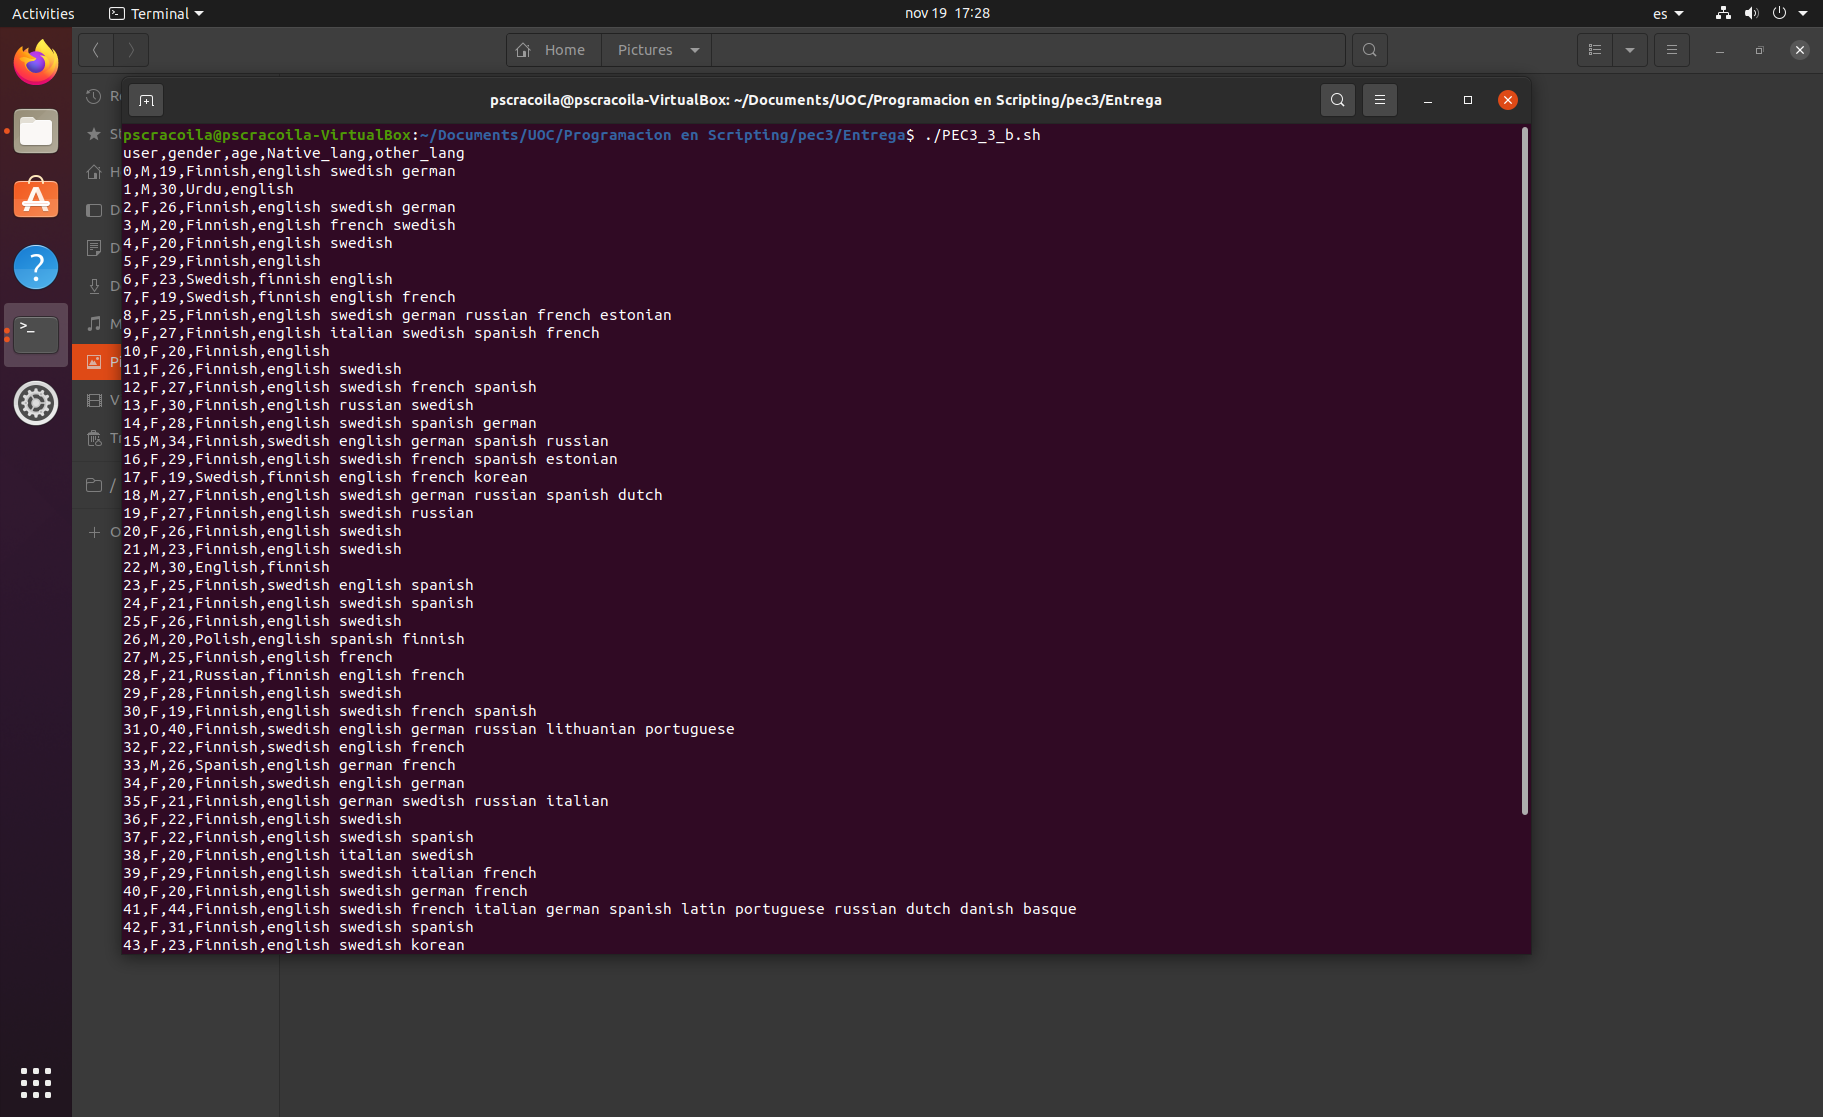 Activities
Terminal
nov 19 17:28
es
Home
Pictures
pscracoila@pscracoila-VirtualBox: ~/Documents/UOC/Programacion en Scripting/pec3/Entrega
pscracoila@pscracoila-VirtualBox:~/Documents/UOC/Programacion en Scripting/pec3/Entrega$ ./PEC3_3_b.sh
user,gender,age,Native_lang,other_lang
0,M,19,Finnish,english swedish german
1,M,30,Urdu,english
2,F,26,Finnish,english swedish german
3,M,20,Finnish,english french swedish
4,F,20,Finnish,english swedish
5,F,29,Finnish,english
6,F,23,Swedish,finnish english
7,F,19,Swedish,finnish english french
8,F,25,Finnish,english swedish german russian french estonian
9,F,27,Finnish,english italian swedish spanish french
10,F,20,Finnish,english
11,F,26,Finnish,english swedish
12,F,27,Finnish,english swedish french spanish
13,F,30,Finnish,english russian swedish
14,F,28,Finnish,english swedish spanish german
15,M,34,Finnish,swedish english german spanish russian
16,F,29,Finnish,english swedish french spanish estonian
17,F,19,Swedish,finnish english french korean
18,M,27,Finnish,english swedish german russian spanish dutch
19,F,27,Finnish,english swedish russian
20,F,26,Finnish,english swedish
21,M,23,Finnish,english swedish
22,M,30,English,finnish
23,F,25,Finnish,swedish english spanish
24,F,21,Finnish,english swedish spanish
25,F,26,Finnish,english swedish
26,M,20,Polish,english spanish finnish
27,M,25,Finnish,english french
28,F,21,Russian,finnish english french
29,F,28,Finnish,english swedish
30,F,19,Finnish,english swedish french spanish
31,O,40,Finnish,swedish english german russian lithuanian portuguese
32,F,22,Finnish,swedish english french
33,M,26,Spanish,english german french
34,F,20,Finnish,swedish english german
35,F,21,Finnish,english german swedish russian italian
36,F,22,Finnish,english swedish
37,F,22,Finnish,english swedish spanish
38,F,20,Finnish,english italian swedish
39,F,29,Finnish,english swedish italian french
40,F,20,Finnish,english swedish german french
41,F,44,Finnish,english swedish french italian german spanish latin portuguese russian dutch danish basque
42,F,31,Finnish,english swedish spanish
43,F,23,Finnish,english swedish korean